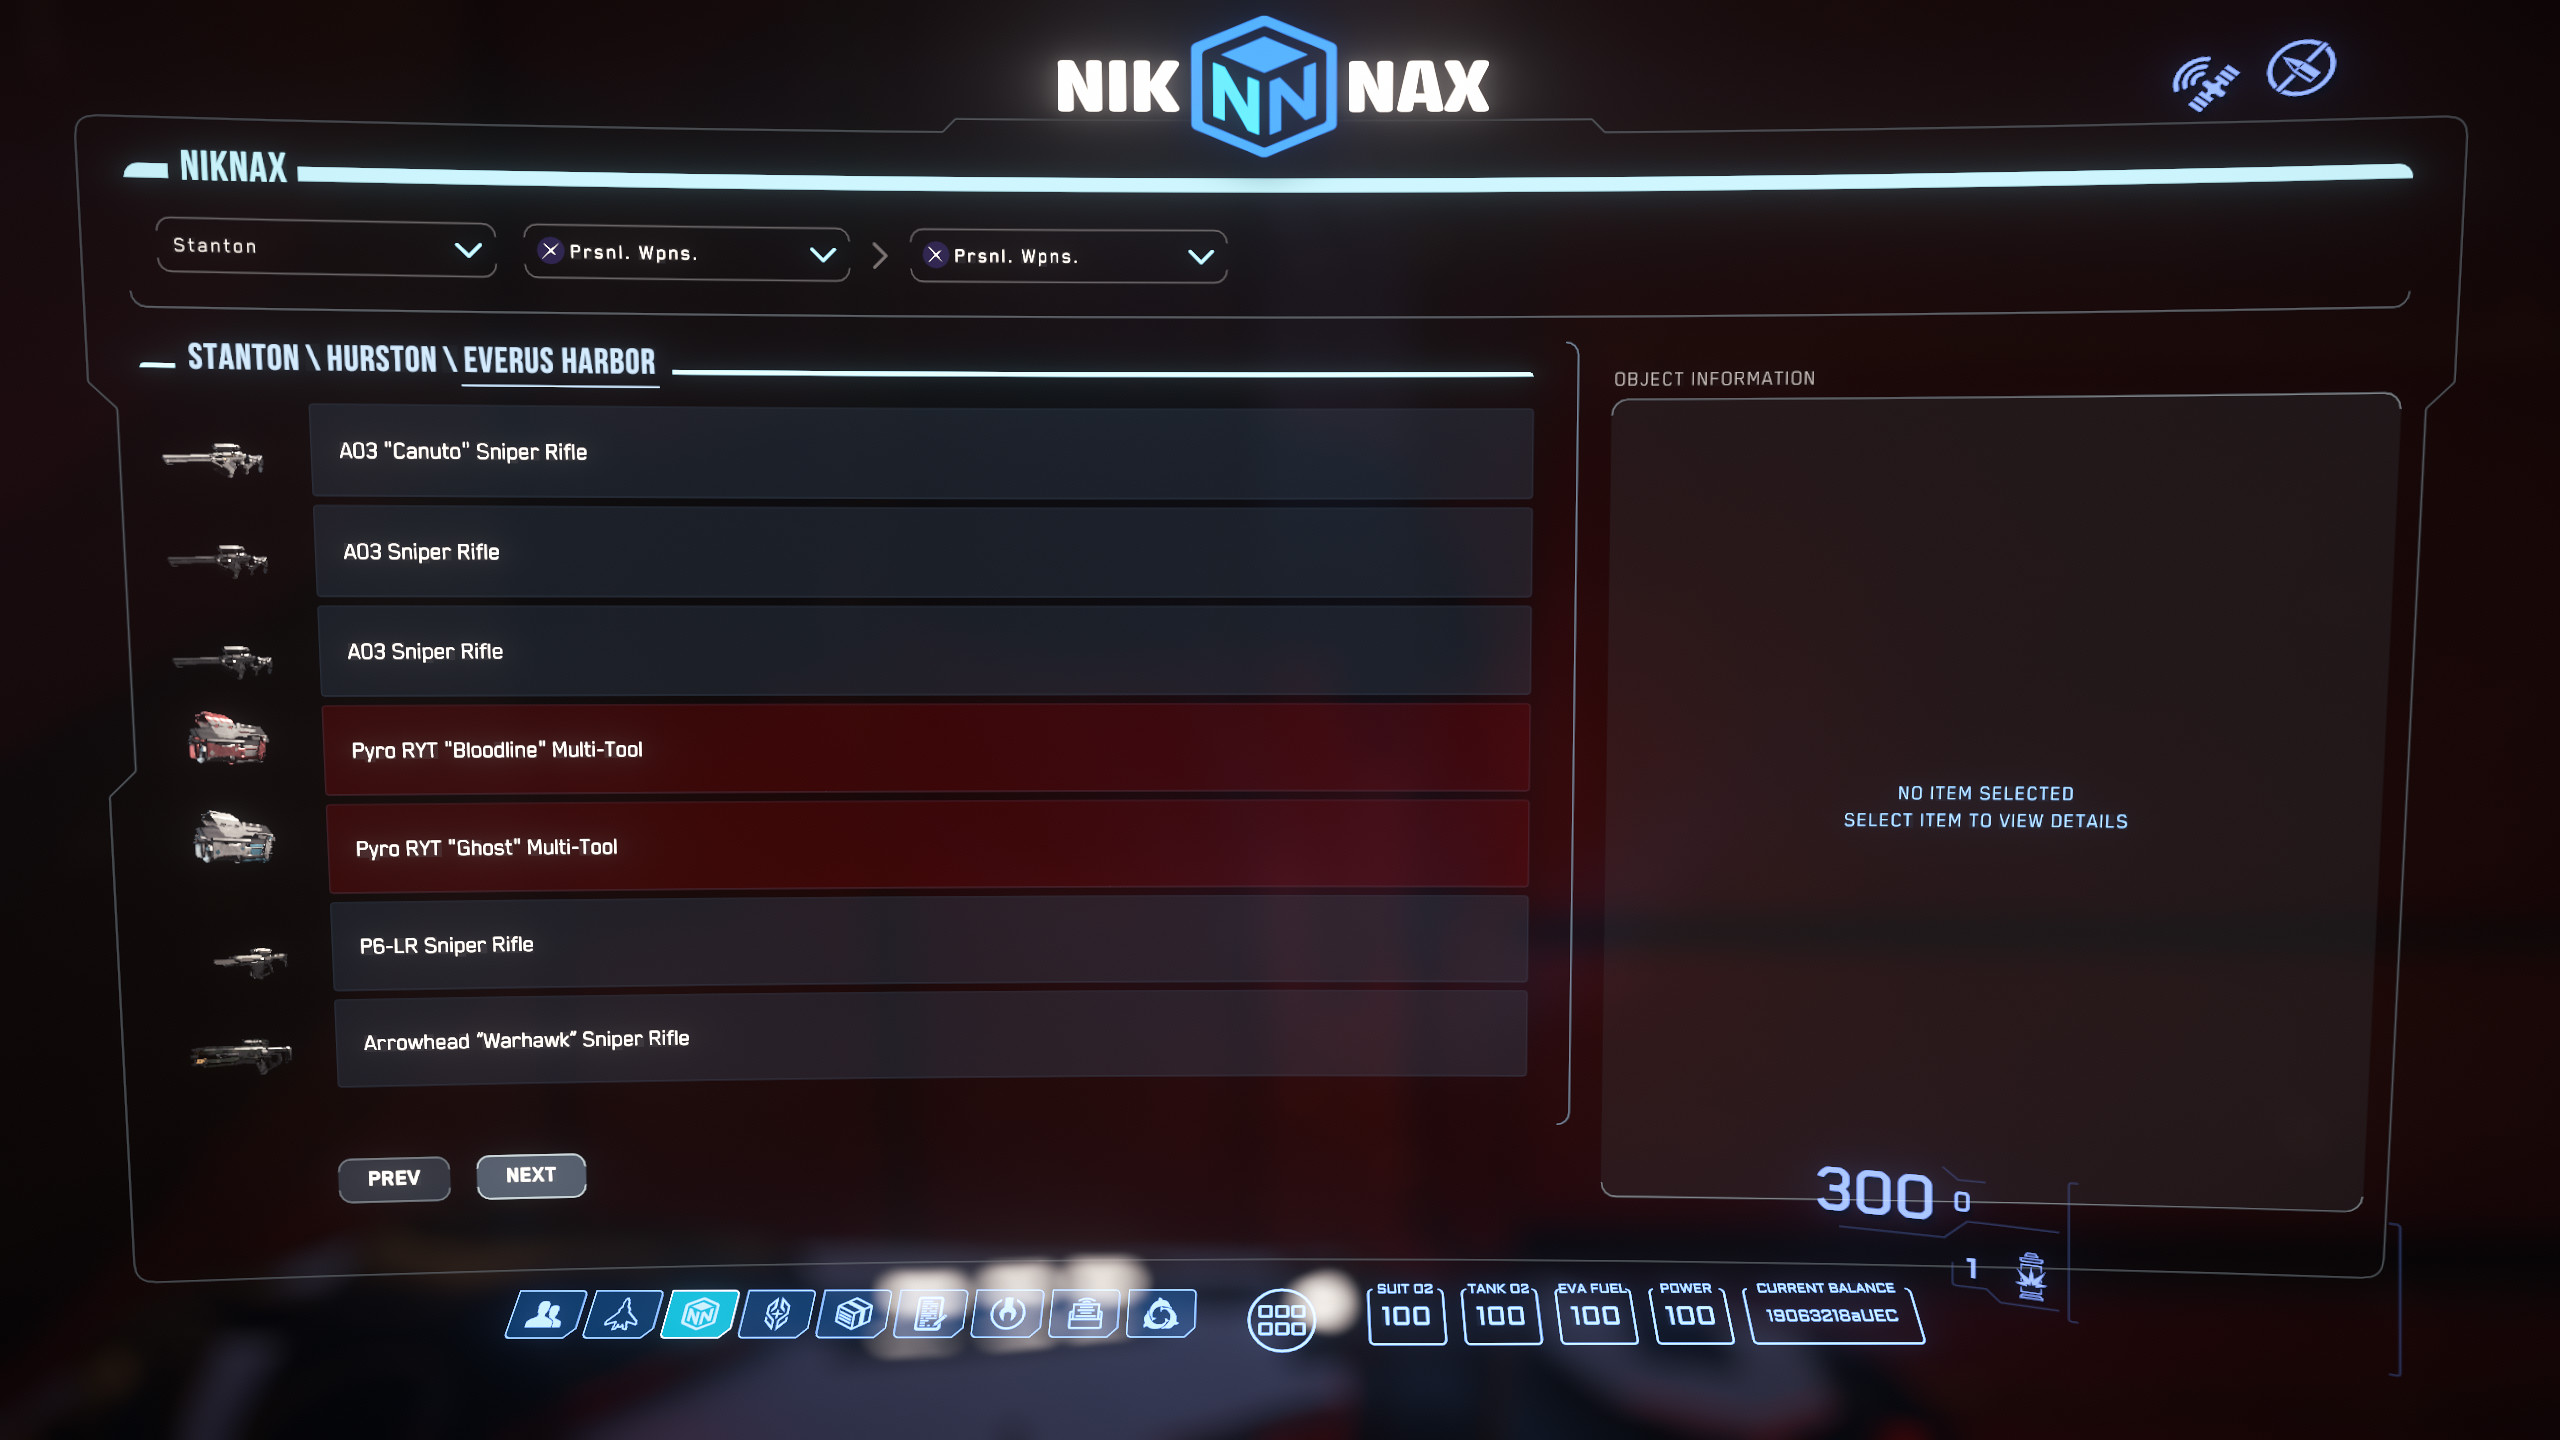 NIK NN NAX
NIKNAX
Stanton
Prsnl. Wpns.
Prsnl. Wpns.
STANTON \ HURSTON \ EVERUS HARBOR
A03 "Canuto" Sniper Rifle
A03 Sniper Rifle
A03 Sniper Rifle
Pyro RYT "Bloodline" Multi-Tool
Pyro RYT "Ghost" Multi-Tool
P6-LR Sniper Rifle
Arrowhead “Warhawk” Sniper Rifle
PREV
NEXT
OBJECT INFORMATION
NO ITEM SELECTED
SELECT ITEM TO VIEW DETAILS
300 0
1
NN
SUIT O2
100
TANK O2
100
EVA FUEL
100
POWER
100
CURRENT BALANCE
19063218aUEC